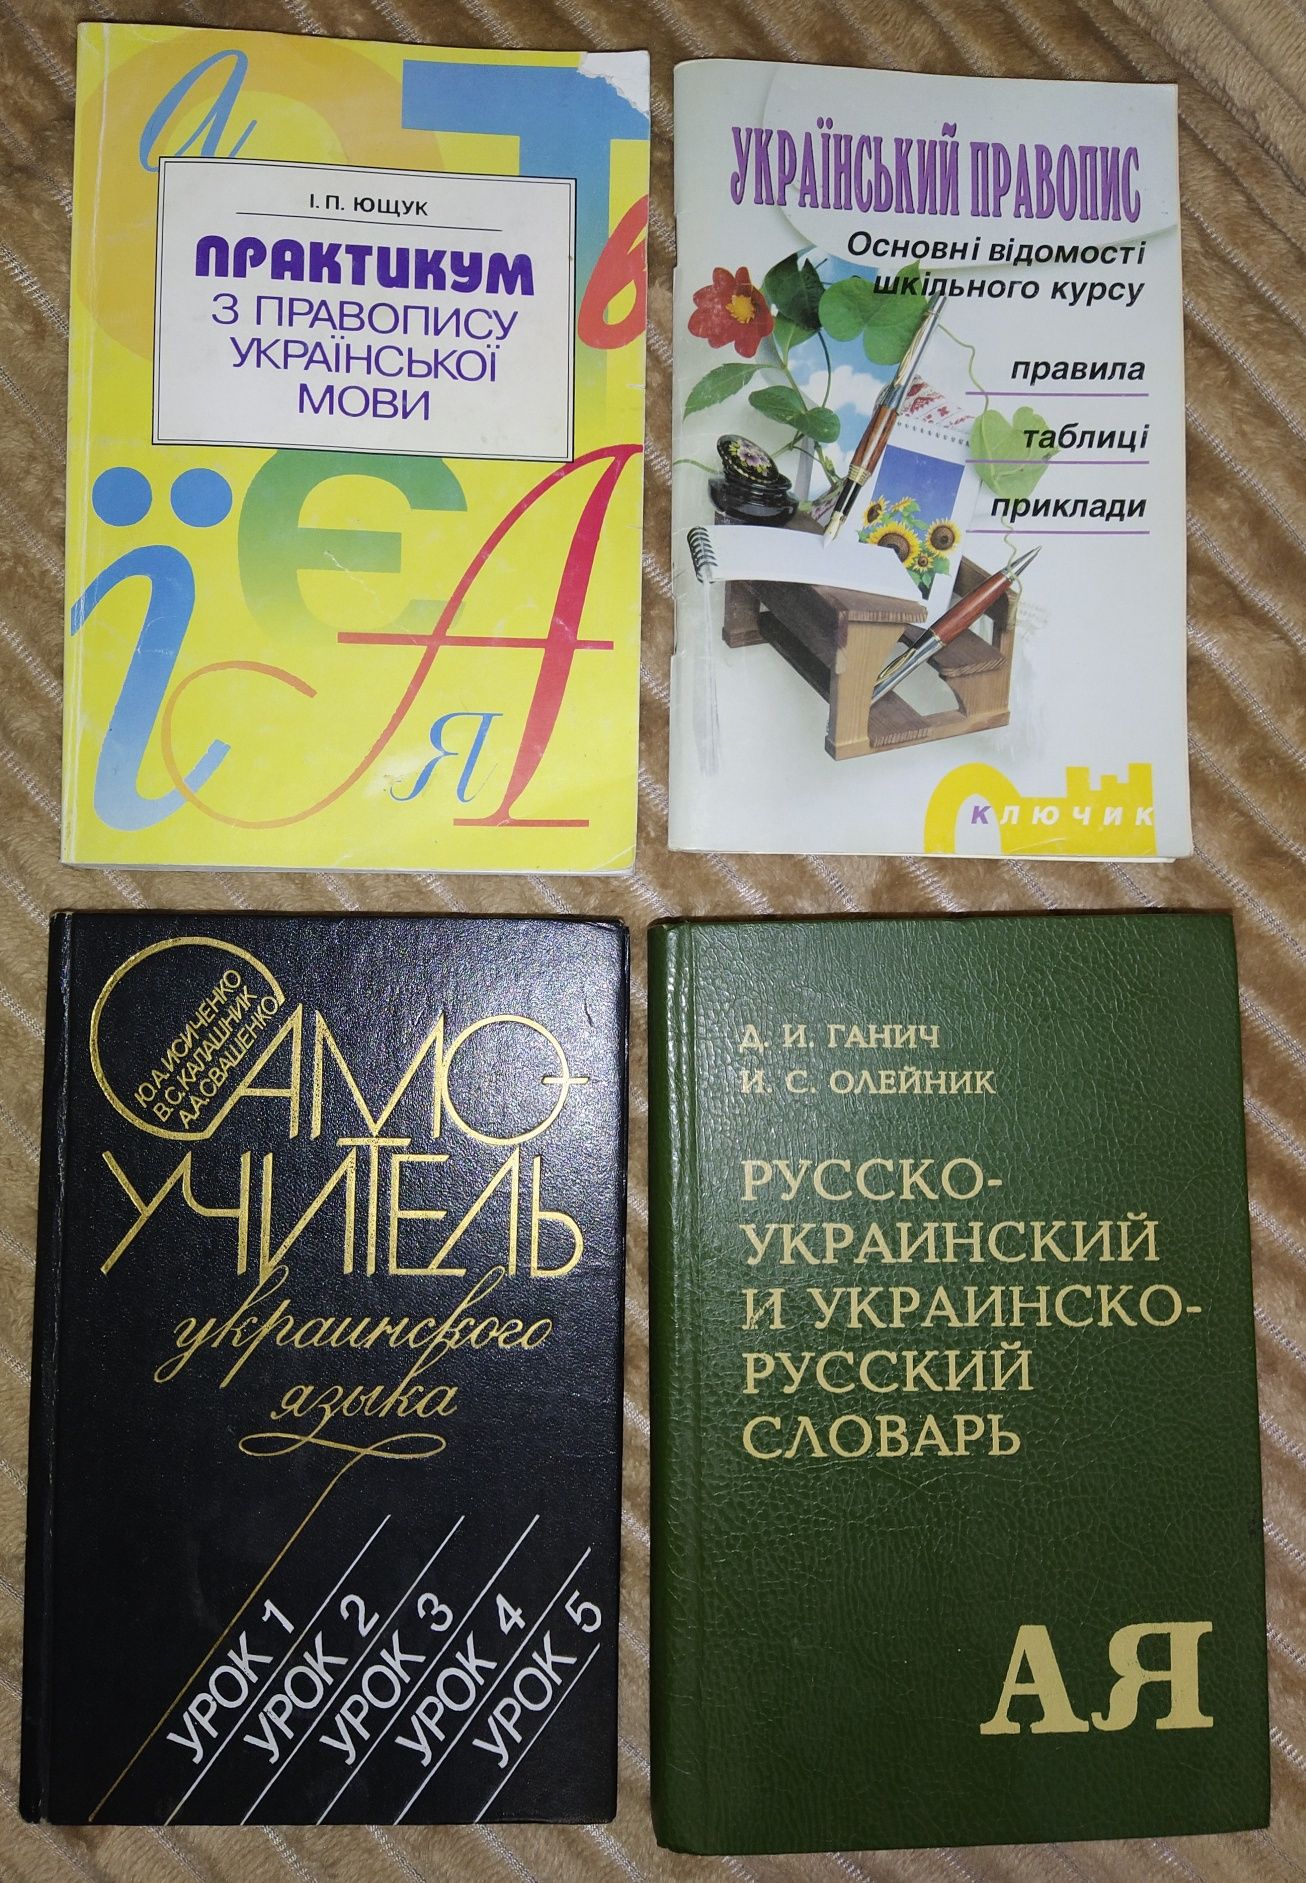 І. П. ЮЩУК
ПРАКТИКУМ
З ПРАВОПИСУ
УКРАЇНСЬКОЇ
МОВИ
я
Т
ь
ї
Є
А
я
УКРАЇНСЬКИЙ ПРАВОПИС
Основні відомості
шкільного курсу
правила
таблиці
приклади
КЛЮЧИК
Ю.А.ИСИЧЕНКО
В.С.КАЛАШНИК
А.А.СВАШЕНКО
САМО-
УЧИТЕЛЬ
украинского
языка
УРОК 1
УРОК 2
УРОК 3
УРОК 4
УРОК 5
Д. И. ГАНИЧ
И. С. ОЛЕЙНИК
РУССКО-
УКРАИНСКИЙ
И УКРАИНСКО-
РУССКИЙ
СЛОВАРЬ
АЯ